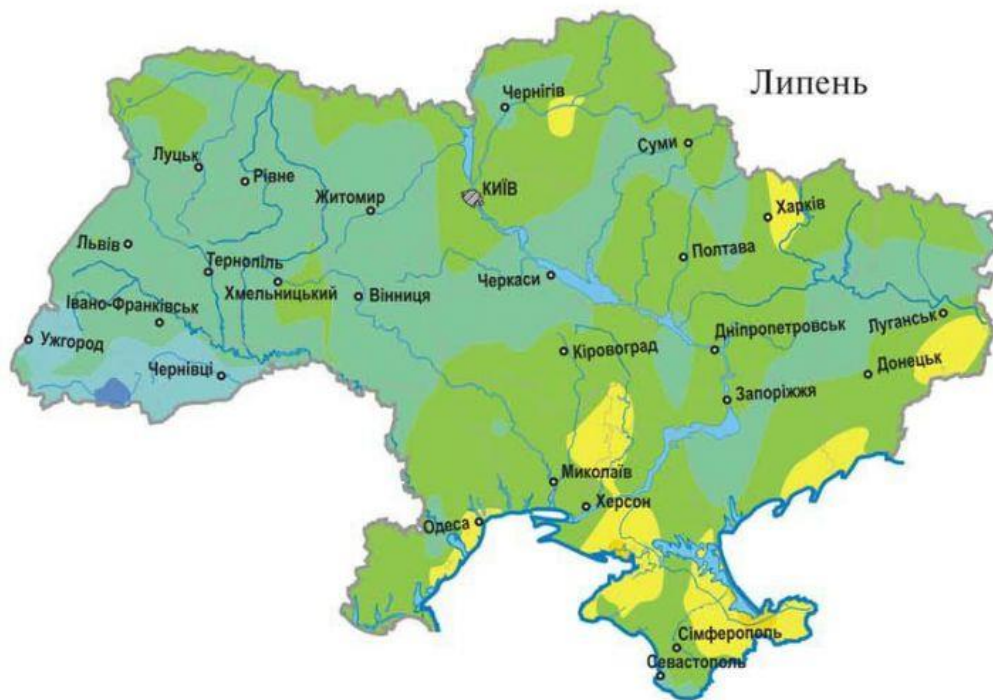 Липень
Чернігів
Суми
Луцьк
Рівне
Житомир
КИЇВ
Харків
Львів
Тернопіль
Полтава
Хмельницький
Вінниця
Черкаси
Івано-Франківськ
Ужгород
Чернівці
Кіровоград
Дніпропетровськ
Луганськ
Донецьк
Запоріжжя
Миколаїв
Херсон
Одеса
Сімферополь
Севастополь